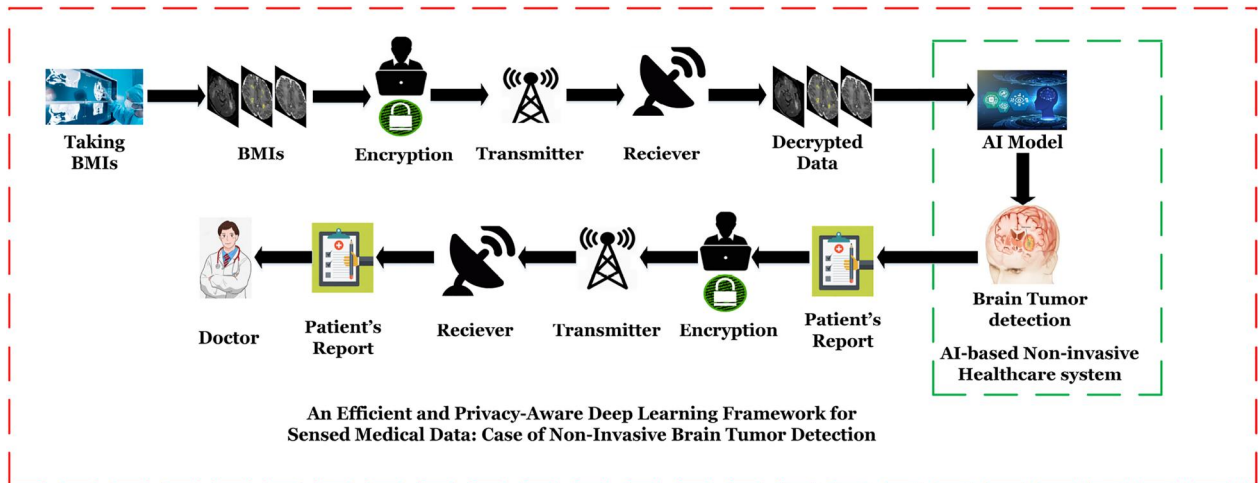 Taking
BMIs
BMIs
Encryption
Transmitter
Reciever
Decrypted
Data
AI Model
Doctor
Patient's
Report
Reciever
Transmitter
Encryption
Patient's
Report
Brain Tumor
detection
AI-based Non-invasive
Healthcare system
An Efficient and Privacy-Aware Deep Learning Framework for
Sensed Medical Data: Case of Non-Invasive Brain Tumor Detection